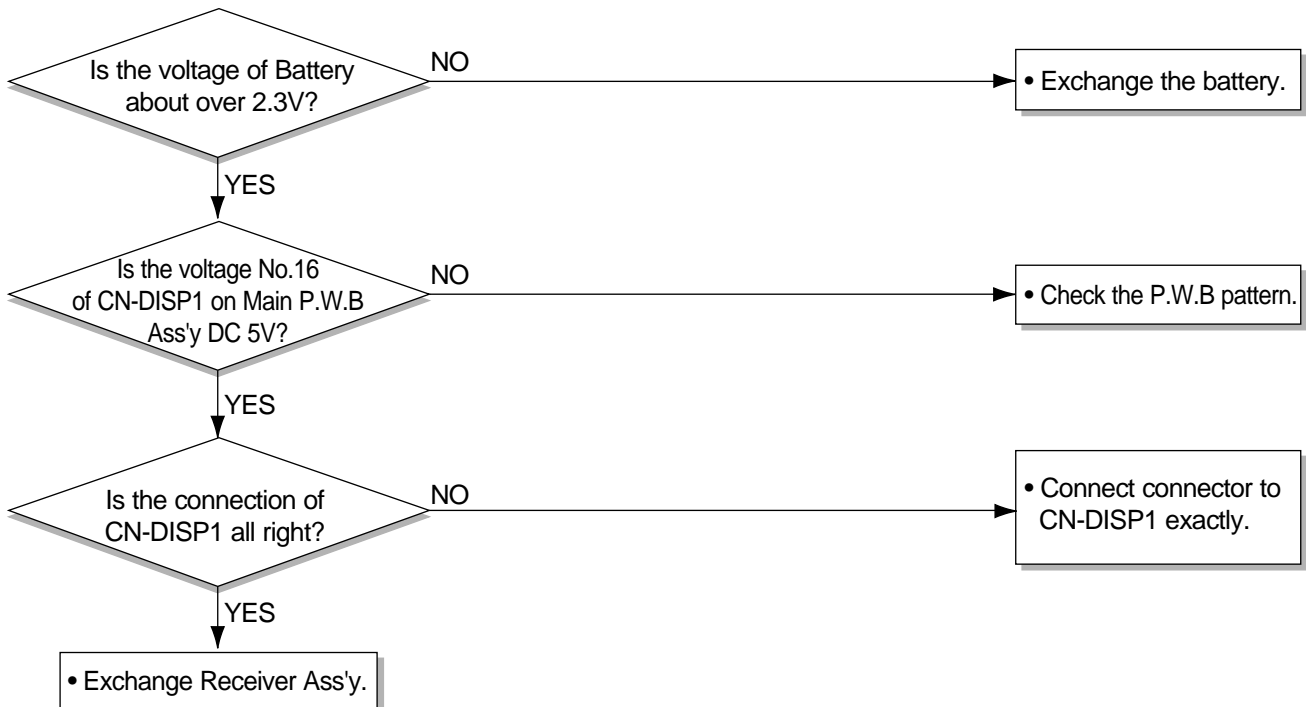 Is the voltage of Battery
about over 2.3V?
NO
• Exchange the battery.
YES
Is the voltage No.16
of CN-DISP1 on Main P.W.B
Ass'y DC 5V?
NO
• Check the P.W.B pattern.
YES
Is the connection of
CN-DISP1 all right?
NO
• Connect connector to
CN-DISP1 exactly.
YES
• Exchange Receiver Ass'y.